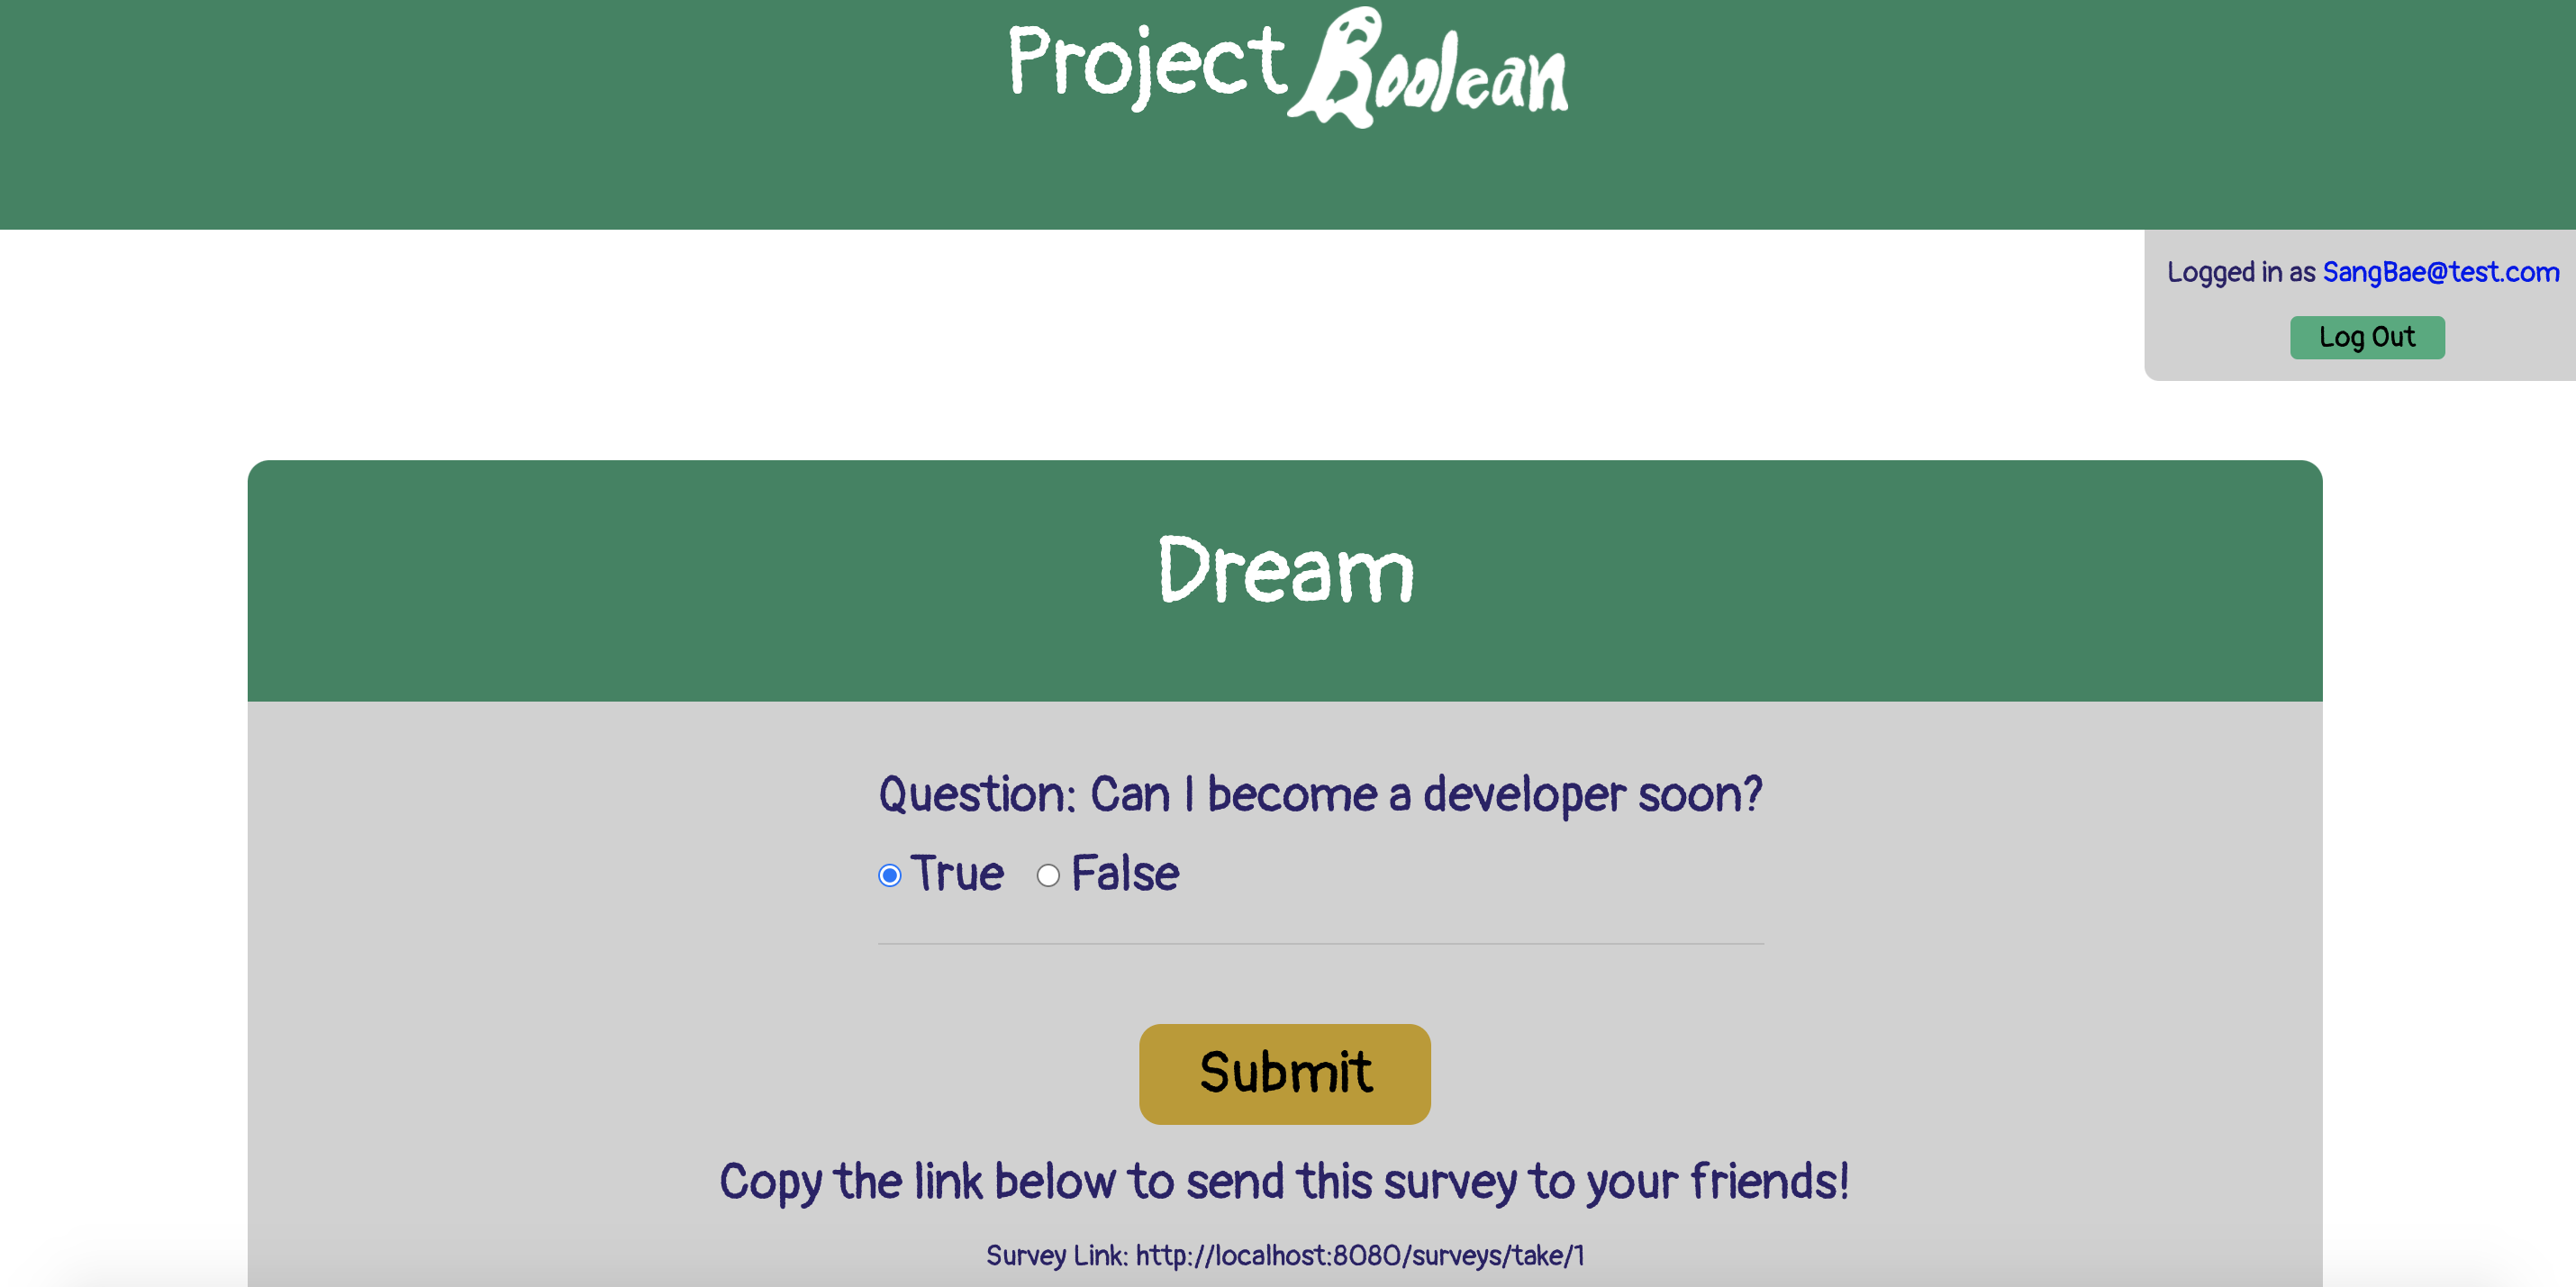 Project Boolean
Logged in as SangBae@test.com
Log Out
Dream
Question: Can I become a developer soon?
True False
Submit
Copy the link below to send this survey to your friends!
Survey Link: http://localhost:8080/surveys/take/1